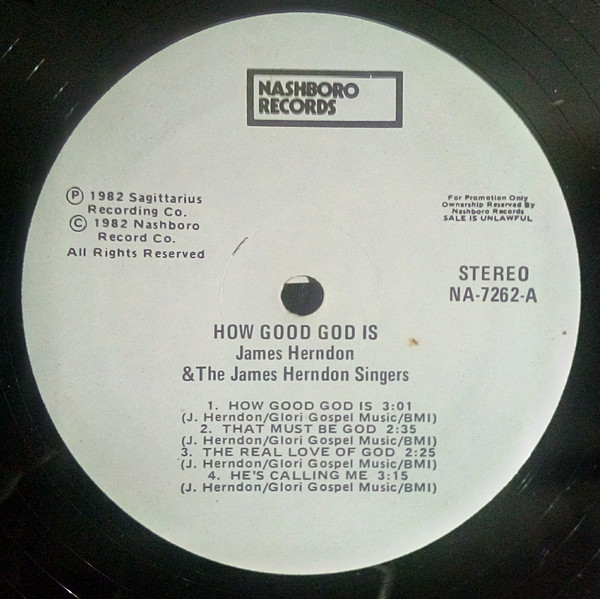 NASHBORO
RECORDS
Ⓟ 1982 Sagittarius
Recording Co.
© 1982 Nashboro
Record Co.
All Rights Reserved
For Promotion Only
Ownership Reserved By
Nashboro Records
SALE IS UNLAWFUL
STEREO
NA-7262-A
HOW GOOD GOD IS
James Herndon
&The James Herndon Singers
1. HOW GOOD GOD IS 3:01
(J. Herndon/Glori Gospel Music/BMI)
2. THAT MUST BE GOD 2:35
(J. Herndon/Glori Gospel Music/BMI)
3. THE REAL LOVE OF GOD 2:25
(J. Herndon/Glori Gospel Music/BMI)
4. HE'S CALLING ME 3:15
(J. Herndon/Glori Gospel Music/BMI)